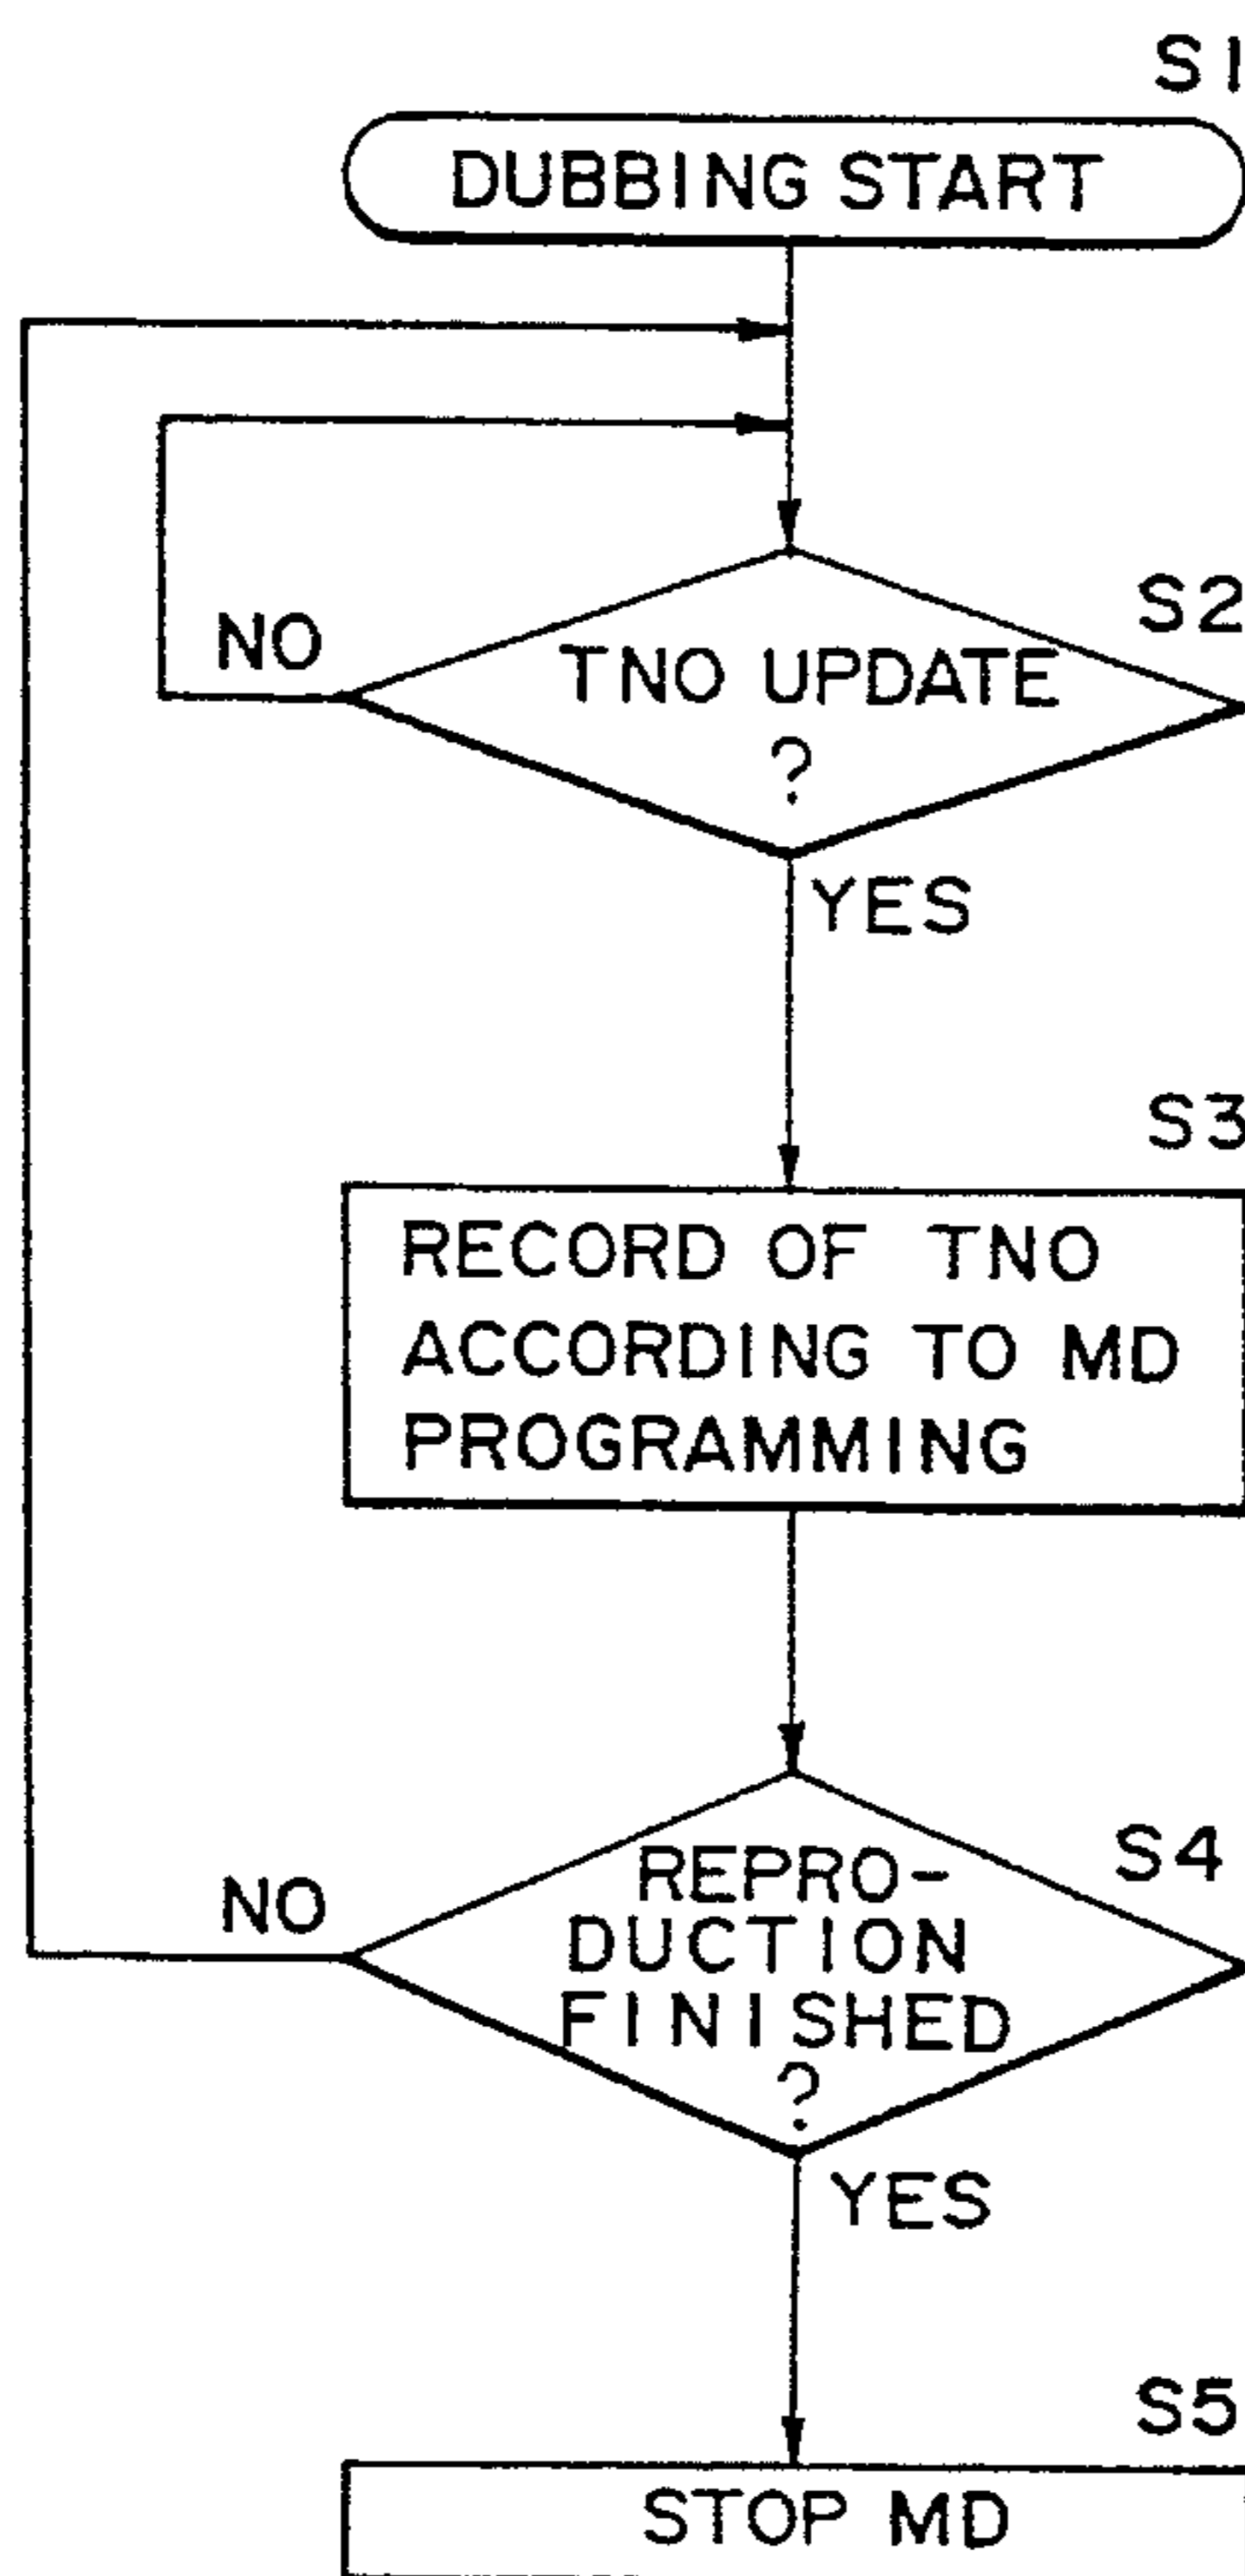 S1
DUBBING START
S2
NO
TNO UPDATE
?
YES
S3
RECORD OF TNO
ACCORDING TO MD
PROGRAMMING
S4
NO
REPRO-
DUCTION
FINISHED
?
YES
S5
STOP MD